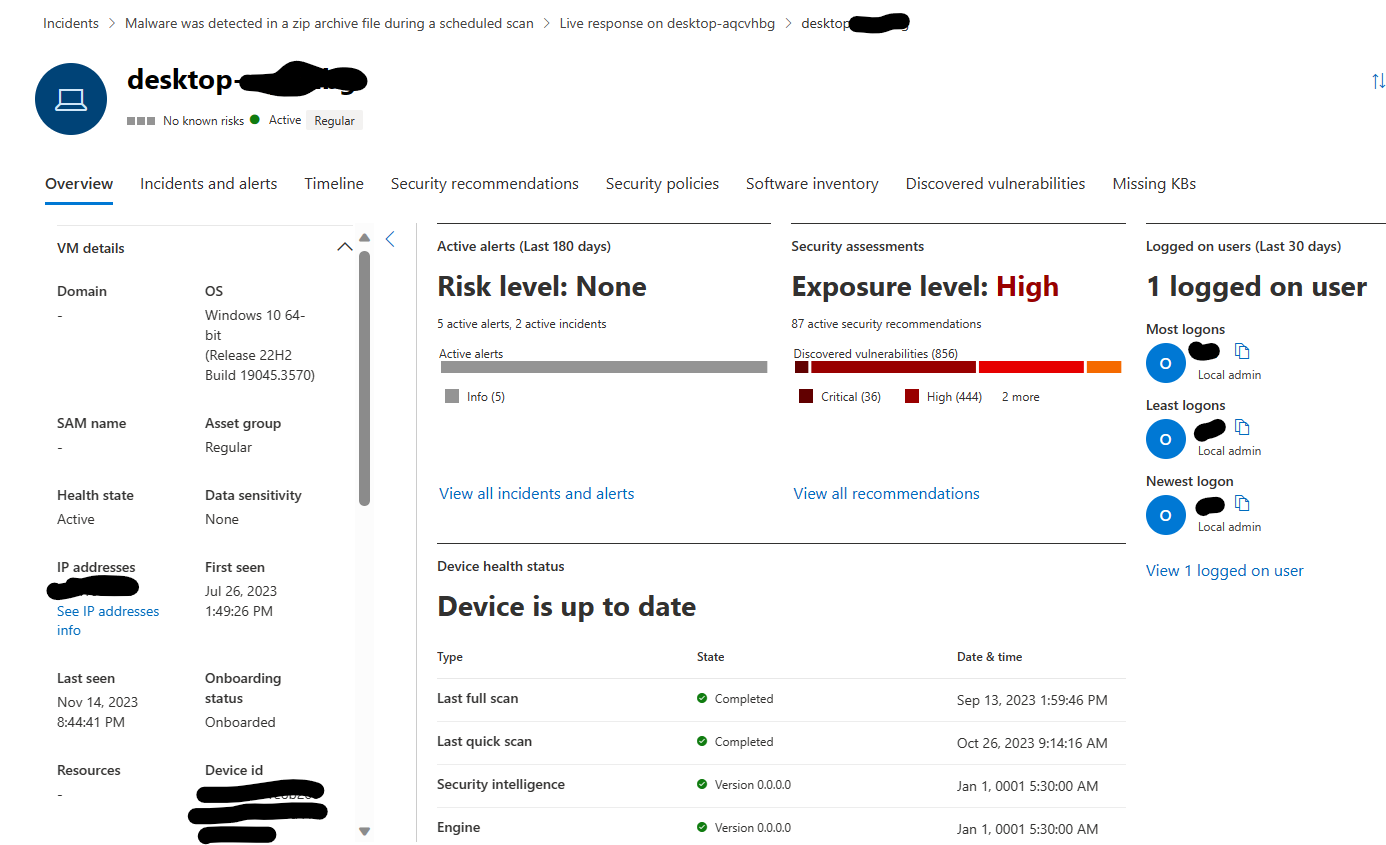 Incidents > Malware was detected in a zip archive file during a scheduled scan > Live response on desktop-aqcvhbg > desktop
desktop-
No known risks Active Regular
Overview Incidents and alerts Timeline Security recommendations Security policies Software inventory Discovered vulnerabilities Missing KBs
VM details
Domain
-
OS
Windows 10 64-
bit
(Release 22H2
Build 19045.3570)
SAM name
-
Asset group
Regular
Health state
Active
Data sensitivity
None
IP addresses
See IP addresses
info
First seen
Jul 26, 2023
1:49:26 PM
Last seen
Nov 14, 2023
8:44:41 PM
Onboarding
status
Onboarded
Resources
-
Device id
Active alerts (Last 180 days)
Risk level: None
5 active alerts, 2 active incidents
Active alerts
Info (5)
View all incidents and alerts
Security assessments
Exposure level: High
87 active security recommendations
Discovered vulnerabilities (856)
Critical (36) High (444) 2 more
View all recommendations
Logged on users (Last 30 days)
1 logged on user
Most logons
O
Local admin
Least logons
O
Local admin
Newest logon
O
Local admin
View 1 logged on user
Device health status
Device is up to date
Type State Date & time
Last full scan Completed Sep 13, 2023 1:59:46 PM
Last quick scan Completed Oct 26, 2023 9:14:16 AM
Security intelligence Version 0.0.0.0 Jan 1, 0001 5:30:00 AM
Engine Version 0.0.0.0 Jan 1, 0001 5:30:00 AM